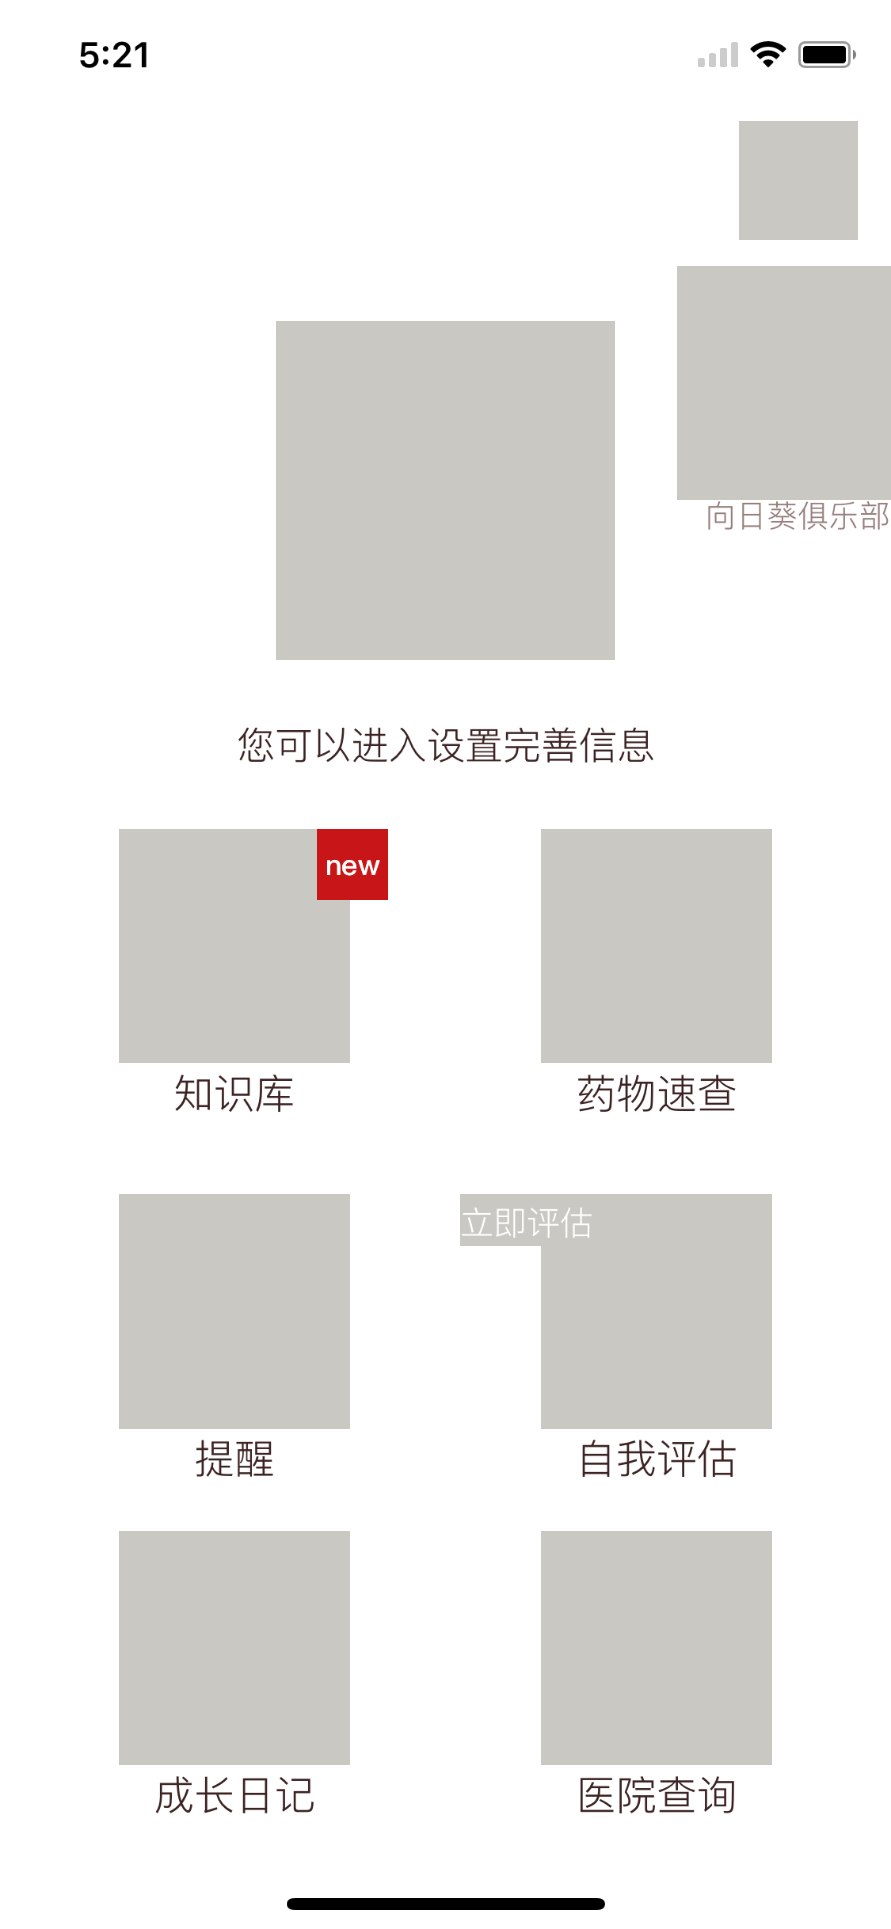 5:21
向日葵俱乐部
您可以进入设置完善信息
new
知识库
药物速查
立即评估
提醒
自我评估
成长日记
医院查询